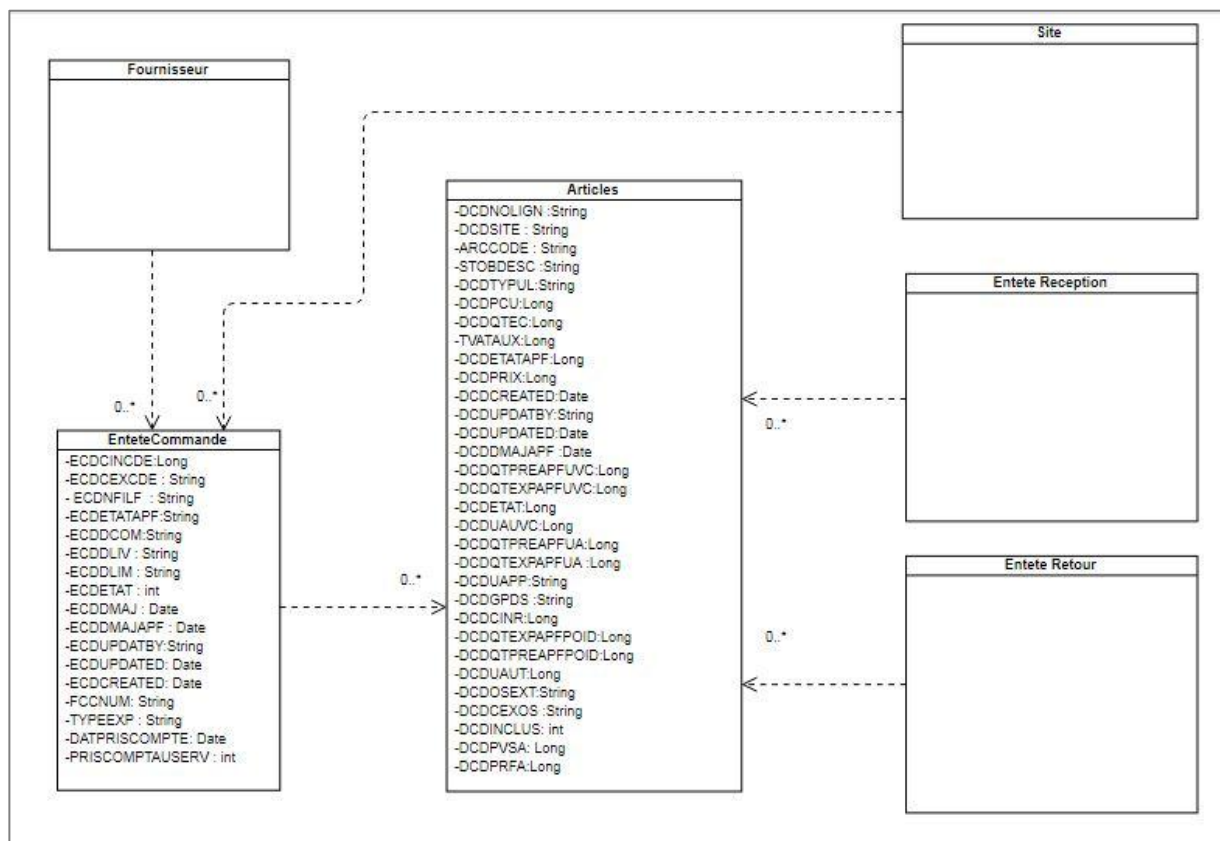 Fournisseur
Site
Articles
-DCDNOLIGN :String
-DCDSITE : String
-ARCCODE : String
-STOBDESC :String
-DCDTYPUL:String
-DCDPCU:Long
-DCDQTEC:Long
-TVATAUX:Long
-DCDETATAPF:Long
-DCDPRIX:Long
-DCDCREATED:Date
-DCDUPDATBY:String
-DCDUPDATED:Date
-DCDDMAJAPF :Date
-DCDQTPREAPFUVC:Long
-DCDQTEXPAPFUVC:Long
-DCDETAT:Long
-DCDUAUVC:Long
-DCDQTPREAPFUA:Long
-DCDQTEXPAPFUA :Long
-DCDUAPP:String
-DCDGPDS :String
-DCDCINR:Long
-DCDQTEXPAPFPOID:Long
-DCDQTPREAPFPOID:Long
-DCDUAUT:Long
-DCDOSEXT:String
-DCDCEXOS :String
-DCDINCLUS: int
-DCDPVSA: Long
-DCDPRFA:Long
Entete Reception
0..*
0..*
0..*
EnteteCommande
-ECDCINCDE:Long
-ECDCEXCDE : String
- ECDNFILF : String
-ECDETATAPF:String
-ECDDCOM:String
-ECDDLIV : String
-ECDDLIM : String
-ECDETAT : int
-ECDDMAJ : Date
-ECDDMAJAPF : Date
-ECDUPDATBY:String
-ECDUPDATED: Date
-ECDCREATED: Date
-FCCNUM: String
-TYPEEXP : String
-DATPRISCOMPTE: Date
-PRISCOMPTAUSERV : int
0..*
Entete Retour
0..*